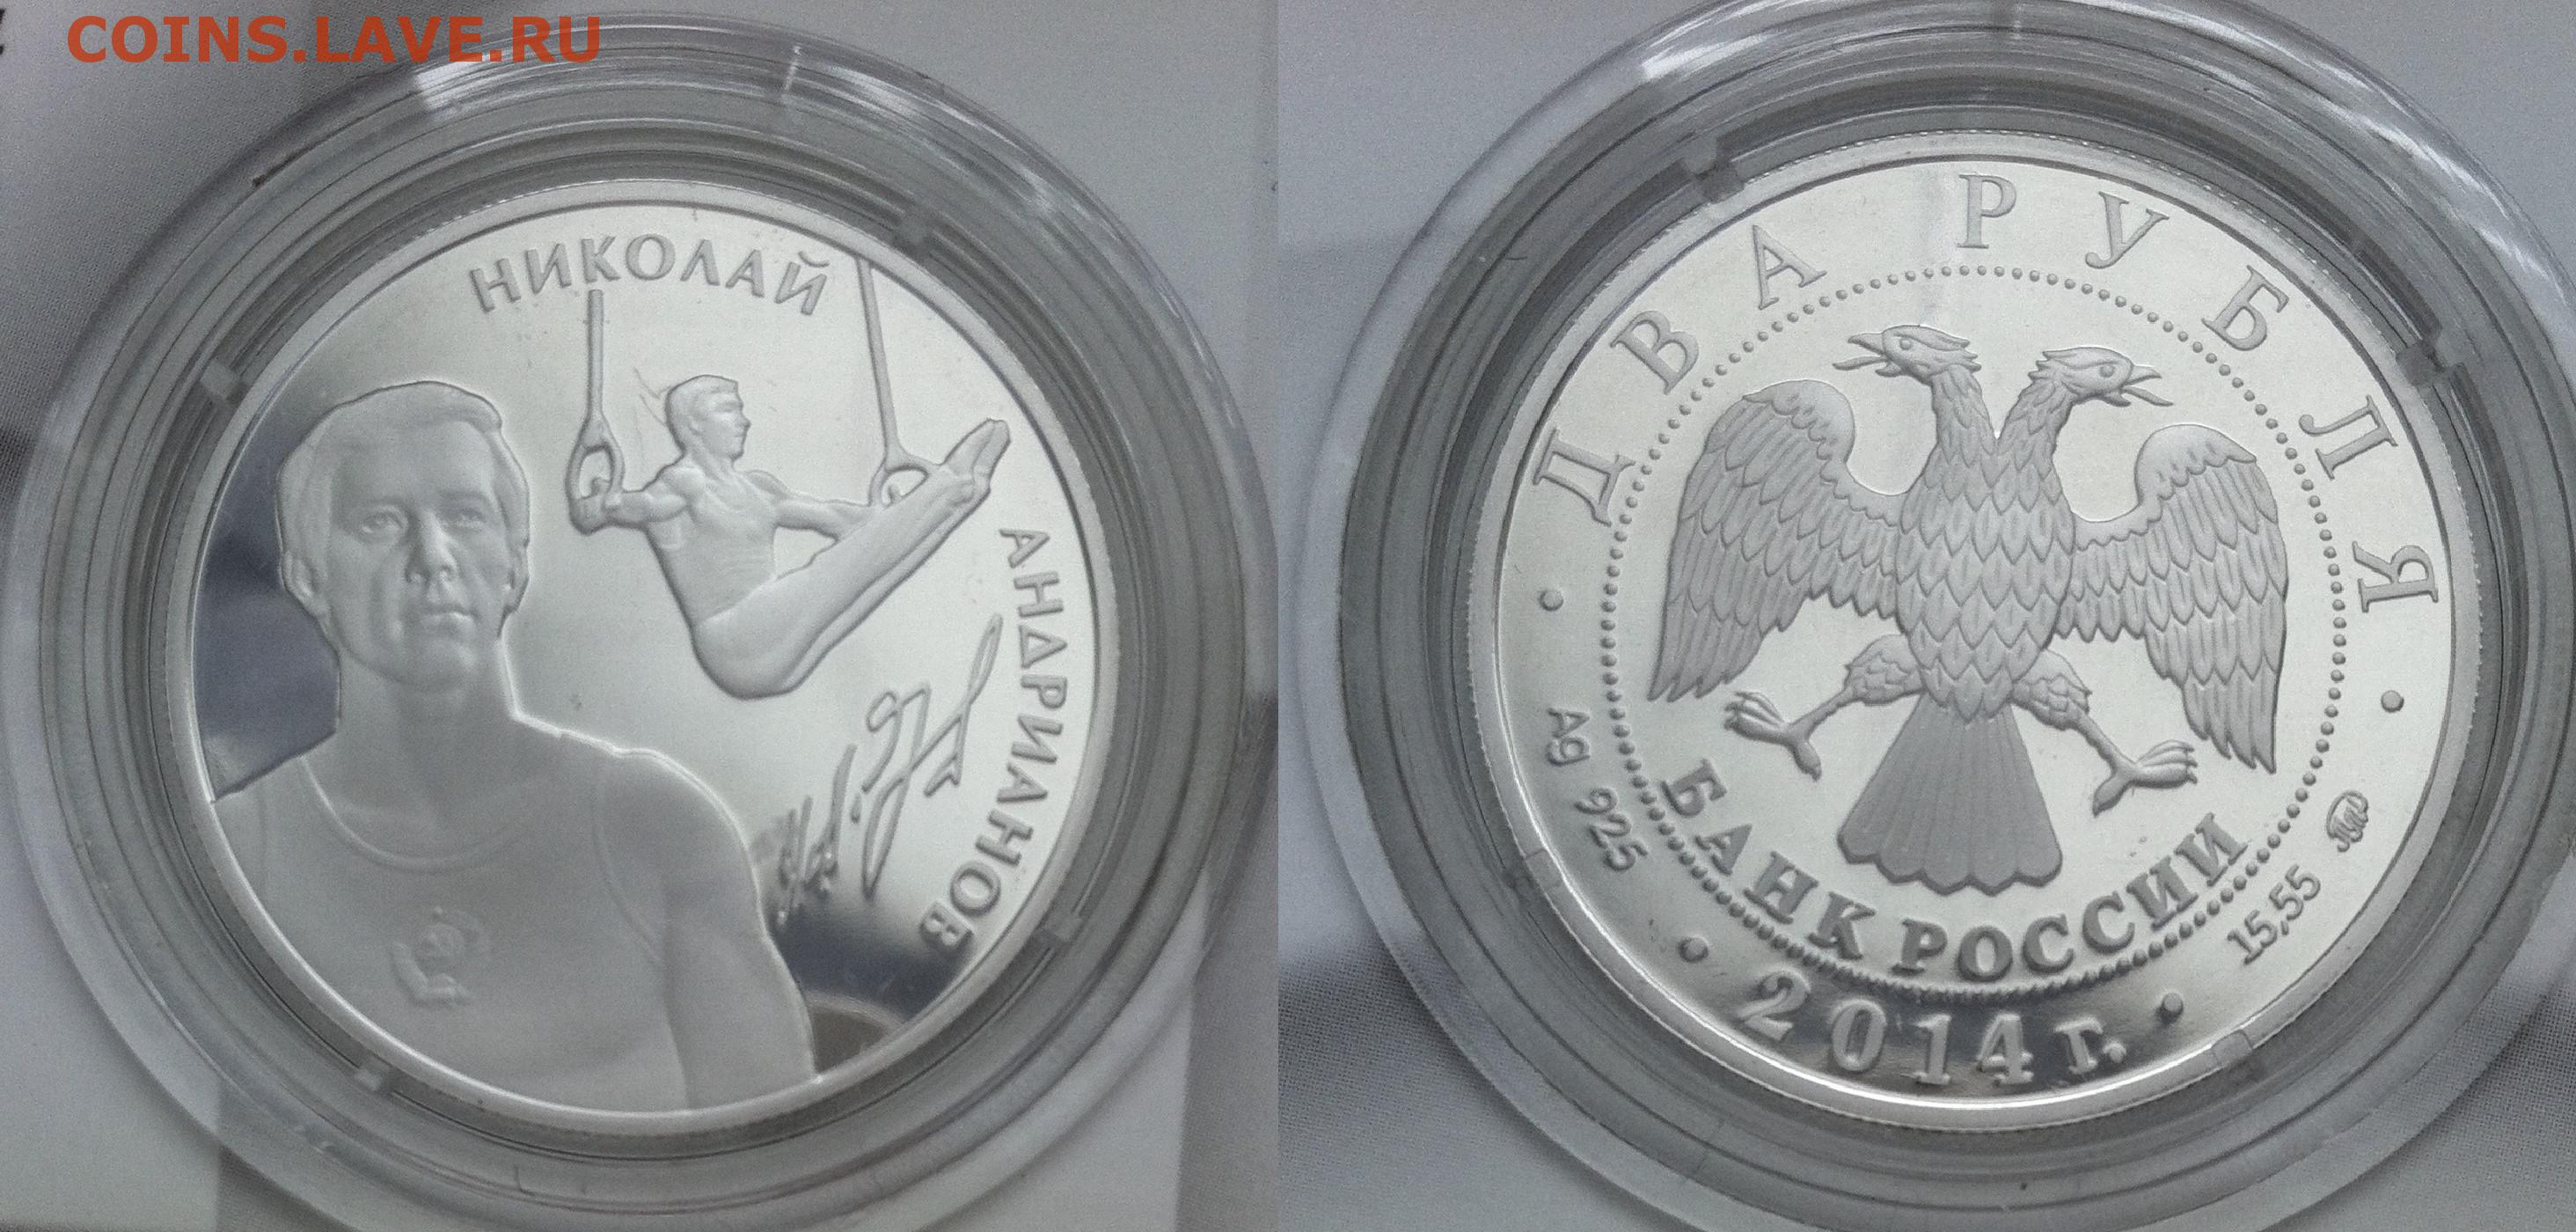 COINS.LAVE.RU
НИКОЛАЙ
АНДРИАНОВ
ДВА РУБЛЯ
БАНК РОССИИ
Ag 925
• 2014 г. •
15,55